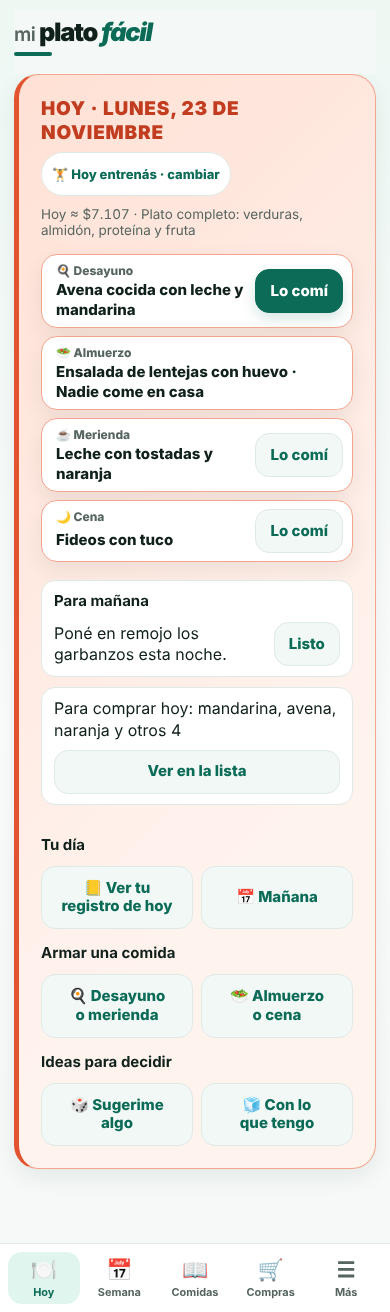 mi plato fácil
HOY · LUNES, 23 DE
NOVIEMBRE
🏋️ Hoy entrenás · cambiar
Hoy ≈ $7.107 · Plato completo: verduras,
almidón, proteína y fruta
🍳 Desayuno
Avena cocida con leche y
mandarina
Lo comí
🥗 Almuerzo
Ensalada de lentejas con huevo ·
Nadie come en casa
☕ Merienda
Leche con tostadas y
naranja
Lo comí
🌙 Cena
Fideos con tuco
Lo comí
Para mañana
Poné en remojo los
garbanzos esta noche.
Listo
Para comprar hoy: mandarina, avena,
naranja y otros 4
Ver en la lista
Tu día
📒 Ver tu
registro de hoy
📅 Mañana
Armar una comida
🍳 Desayuno
o merienda
🥗 Almuerzo
o cena
Ideas para decidir
🎲 Sugerime
algo
🧊 Con lo
que tengo
Hoy
Semana
Comidas
Compras
Más